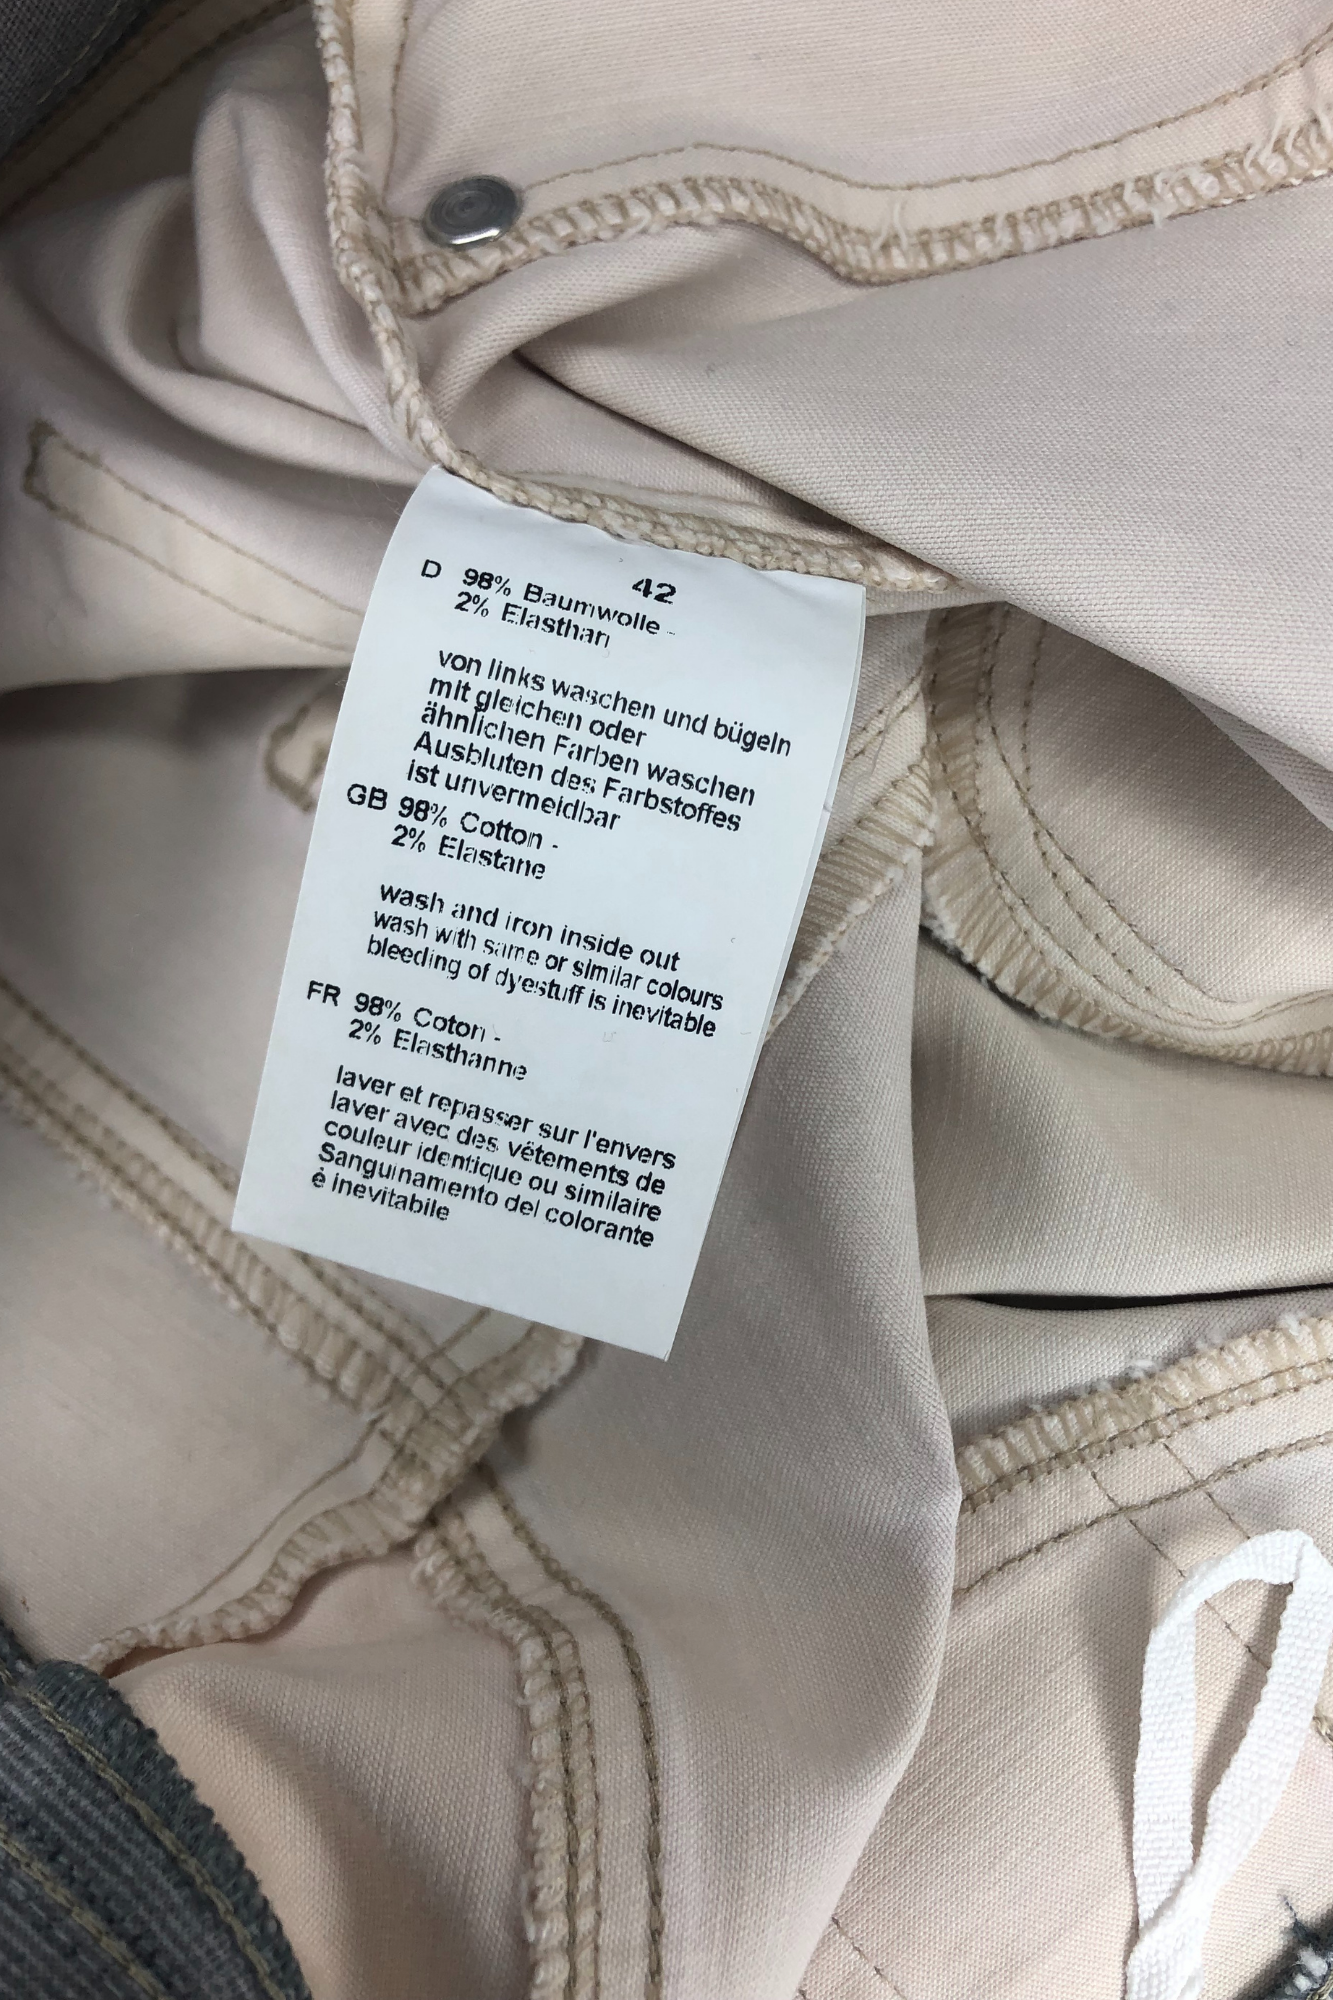 42
D 98% Baumwolle -
2% Elasthan
von links waschen und bügeln
mit gleichen oder
ähnlichen Farben waschen
Ausbluten des Farbstoffes
ist unvermeidbar
GB 98% Cotton -
2% Elastane
wash and iron inside out
wash with same or similar colours
bleeding of dyestuff is inevitable
FR 98% Coton -
2% Elasthanne
laver et repasser sur l'envers
laver avec des vétements de
couleur identique ou similaire
Sanguinamento del colorante
è inevitabile